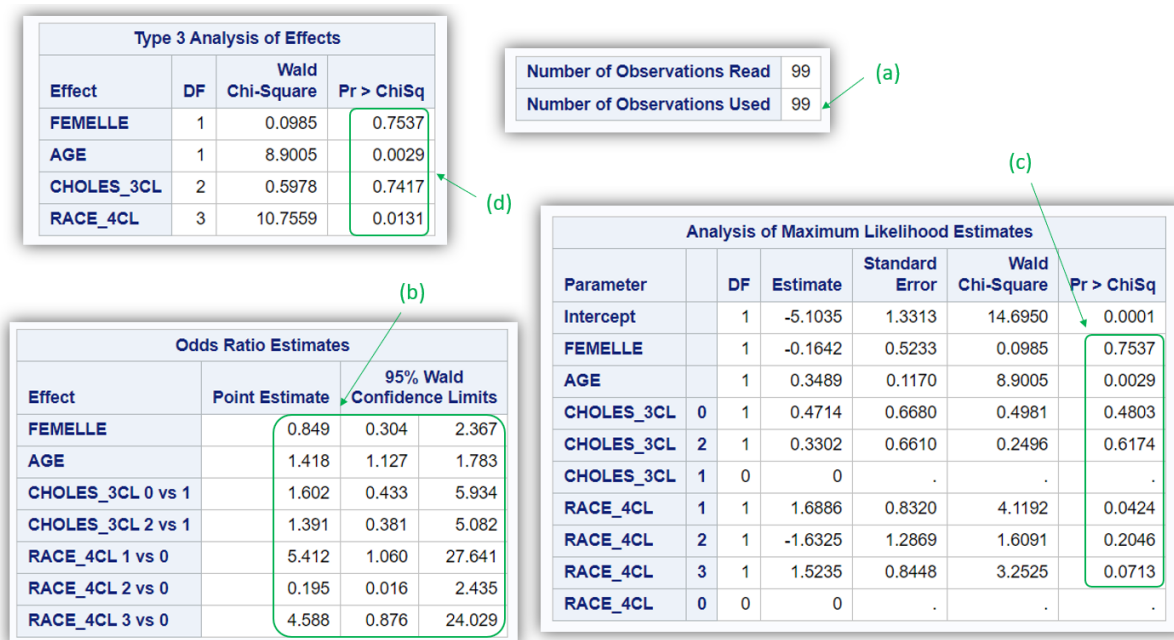 Type 3 Analysis of Effects
Effect DF Wald Chi-Square Pr > ChiSq
FEMELLE 1 0.0985 0.7537
AGE 1 8.9005 0.0029
CHOLES_3CL 2 0.5978 0.7417
RACE_4CL 3 10.7559 0.0131
(d)
Number of Observations Read 99
Number of Observations Used 99
(a)
(b)
Odds Ratio Estimates
Effect Point Estimate 95% Wald Confidence Limits
FEMELLE 0.849 0.304 2.367
AGE 1.418 1.127 1.783
CHOLES_3CL 0 vs 1 1.602 0.433 5.934
CHOLES_3CL 2 vs 1 1.391 0.381 5.082
RACE_4CL 1 vs 0 5.412 1.060 27.641
RACE_4CL 2 vs 0 0.195 0.016 2.435
RACE_4CL 3 vs 0 4.588 0.876 24.029
(c)
Analysis of Maximum Likelihood Estimates
Parameter DF Estimate Standard Error Wald Chi-Square Pr > ChiSq
Intercept 1 -5.1035 1.3313 14.6950 0.0001
FEMELLE 1 -0.1642 0.5233 0.0985 0.7537
AGE 1 0.3489 0.1170 8.9005 0.0029
CHOLES_3CL 0 1 0.4714 0.6680 0.4981 0.4803
CHOLES_3CL 2 1 0.3302 0.6610 0.2496 0.6174
CHOLES_3CL 1 0 0 . . .
RACE_4CL 1 1 1.6886 0.8320 4.1192 0.0424
RACE_4CL 2 1 -1.6325 1.2869 1.6091 0.2046
RACE_4CL 3 1 1.5235 0.8448 3.2525 0.0713
RACE_4CL 0 0 0 . . .